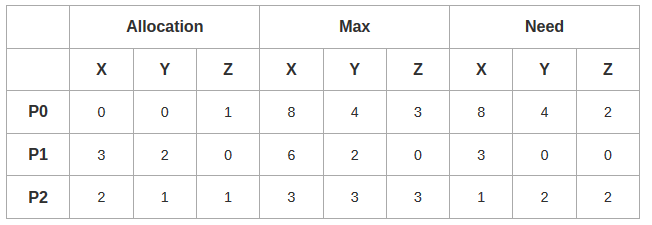 Allocation Max Need
X Y Z X Y Z X Y Z
P0 0 0 1 8 4 3 8 4 2
P1 3 2 0 6 2 0 3 0 0
P2 2 1 1 3 3 3 1 2 2